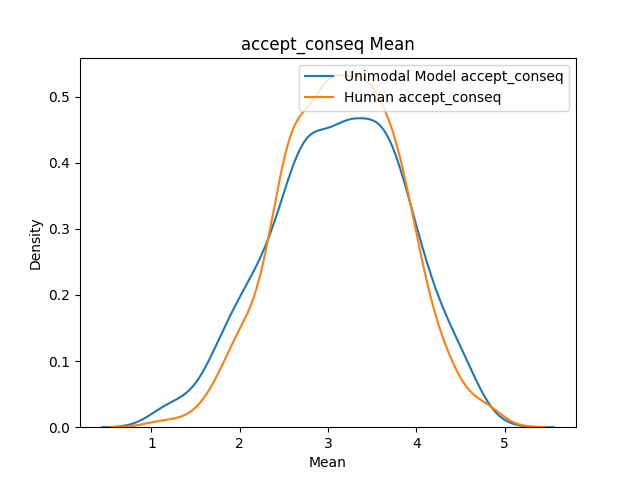 accept_conseq Mean
Unimodal Model accept_conseq
Human accept_conseq
0.5
0.4
0.3
0.2
0.1
0.0
Density
1 2 3 4 5
Mean